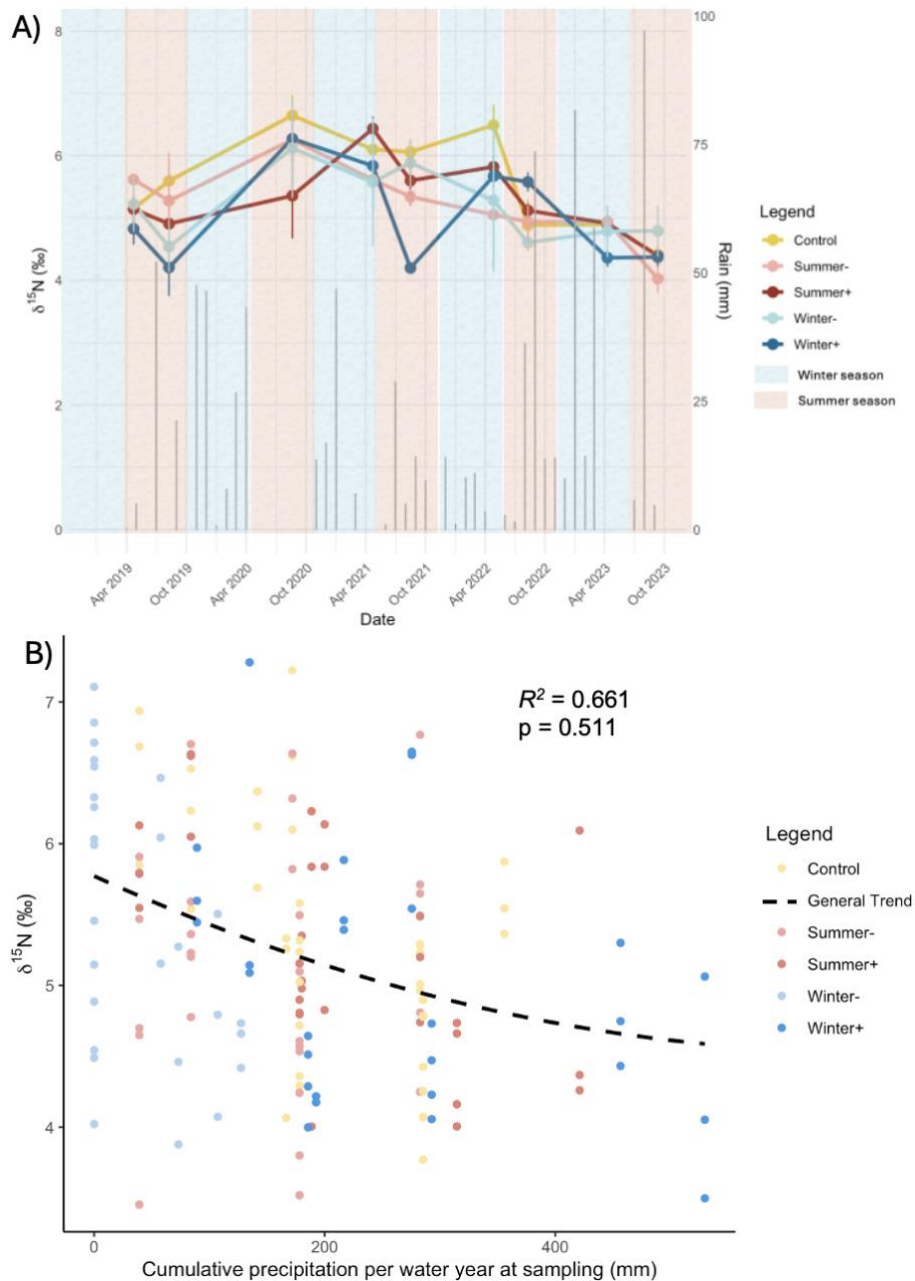 A)
8
6
4
2
0
δ¹⁵N (‰)
100
75
50
25
0
Rain (mm)
Apr 2019
Oct 2019
Apr 2020
Oct 2020
Apr 2021
Oct 2021
Apr 2022
Oct 2022
Apr 2023
Oct 2023
Date
Legend
Control
Summer-
Summer+
Winter-
Winter+
Winter season
Summer season
B)
R² = 0.661
p = 0.511
7
6
5
4
δ¹⁵N (‰)
0 200 400
Cumulative precipitation per water year at sampling (mm)
Legend
Control
General Trend
Summer-
Summer+
Winter-
Winter+